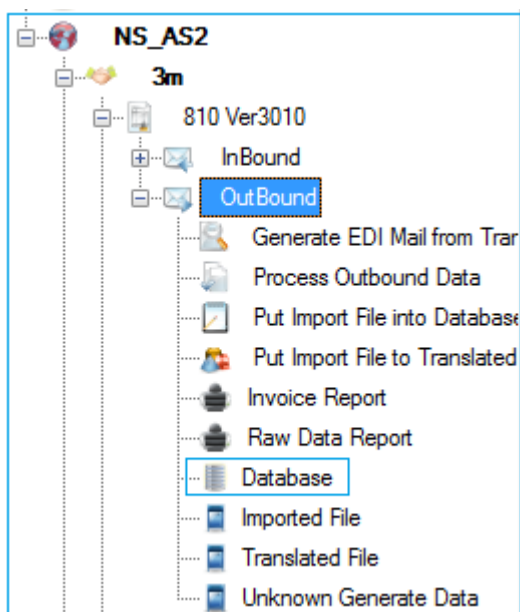 NS_AS2
3m
810 Ver3010
InBound
OutBound
Generate EDI Mail from Tran
Process Outbound Data
Put Import File into Database
Put Import File to Translated
Invoice Report
Raw Data Report
Database
Imported File
Translated File
Unknown Generate Data